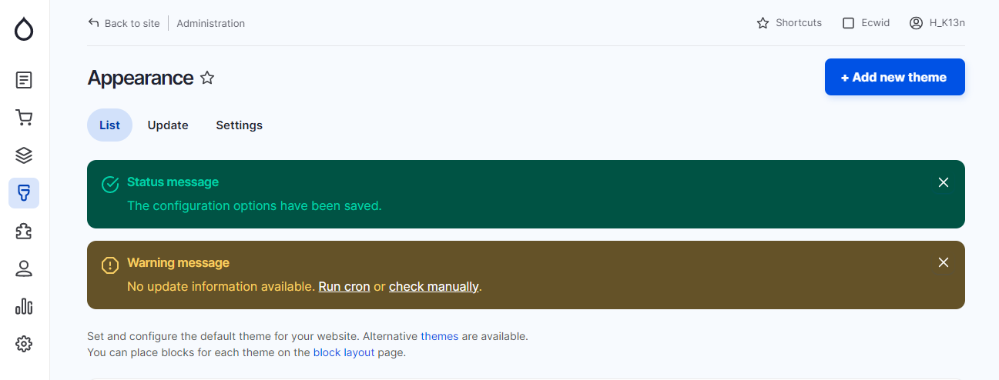 Back to site Administration Shortcuts Ecwid H_K13n
Appearance + Add new theme
List Update Settings
Status message
The configuration options have been saved.
Warning message
No update information available. Run cron or check manually.
Set and configure the default theme for your website. Alternative themes are available.
You can place blocks for each theme on the block layout page.